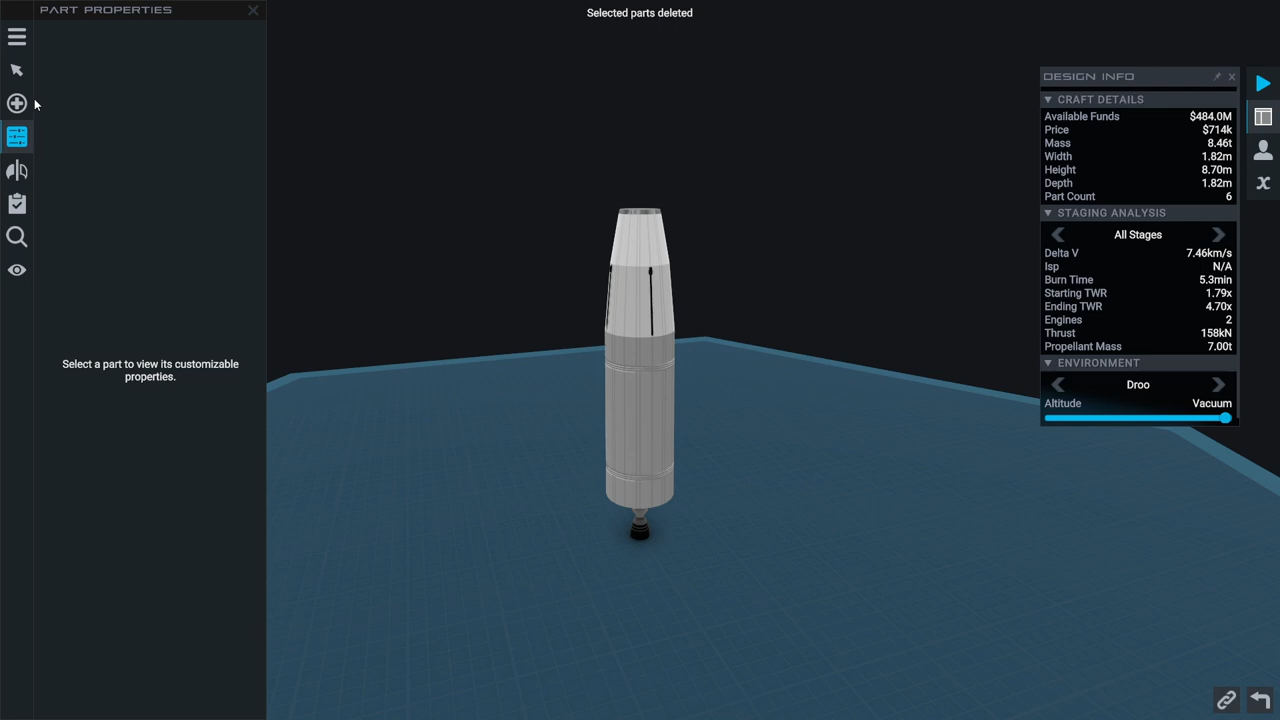 PART PROPERTIES
Selected parts deleted
Select a part to view its customizable
properties.
DESIGN INFO
CRAFT DETAILS
Available Funds $484.0M
Price $714k
Mass 8.46t
Width 1.82m
Height 8.70m
Depth 1.82m
Part Count 6
STAGING ANALYSIS
All Stages
Delta V 7.46km/s
Isp N/A
Burn Time 5.3min
Starting TWR 1.79x
Ending TWR 4.70x
Engines 2
Thrust 158kN
Propellant Mass 7.00t
ENVIRONMENT
Droo
Altitude Vacuum
x